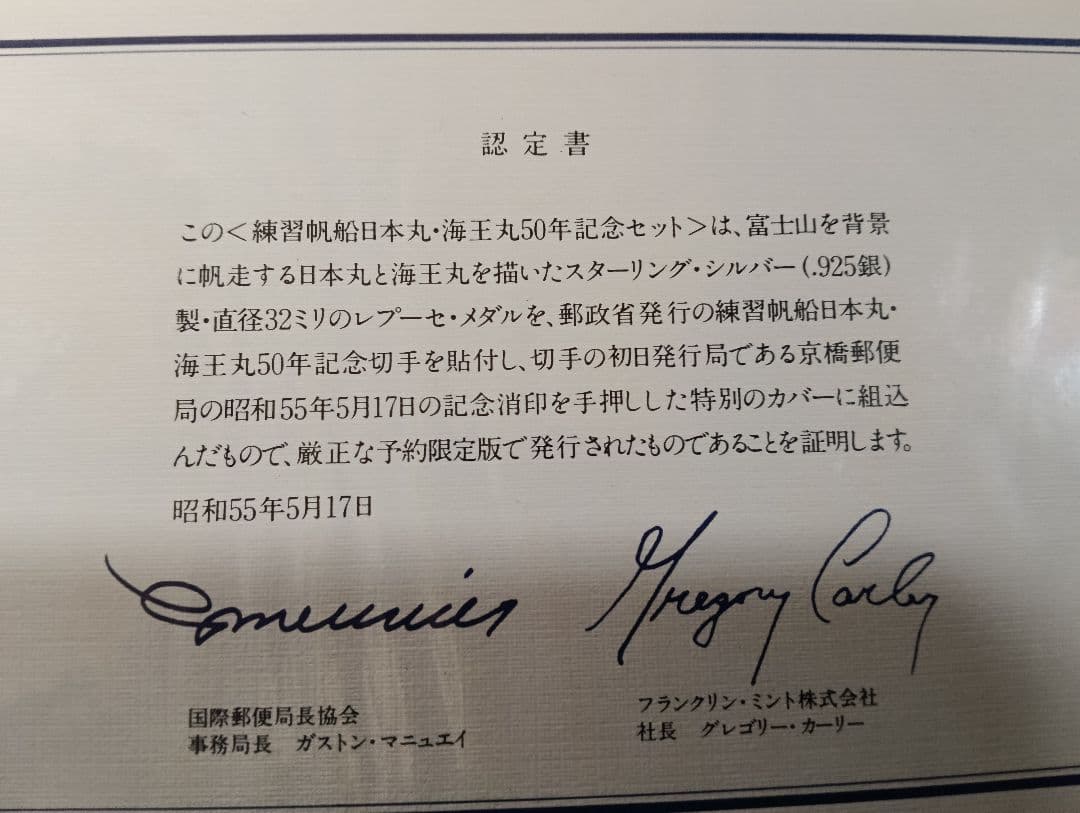 認定書
この<練習帆船日本丸・海王丸50年記念セット>は、富士山を背景
に帆走する日本丸と海王丸を描いたスターリング・シルバー(.925銀)
製・直径32ミリのレプーセ・メダルを、郵政省発行の練習帆船日本丸・
海王丸50年記念切手を貼付し、切手の初日発行局である京橋郵便
局の昭和55年5月17日の記念消印を手押しした特別のカバーに組込
んだもので、厳正な予約限定版で発行されたものであることを証明します。
昭和55年5月17日
Gregory Carley
国際郵便局長協会
事務局長 ガストン・マニュエイ
フランクリン・ミント株式会社
社長 グレゴリー・カーリー